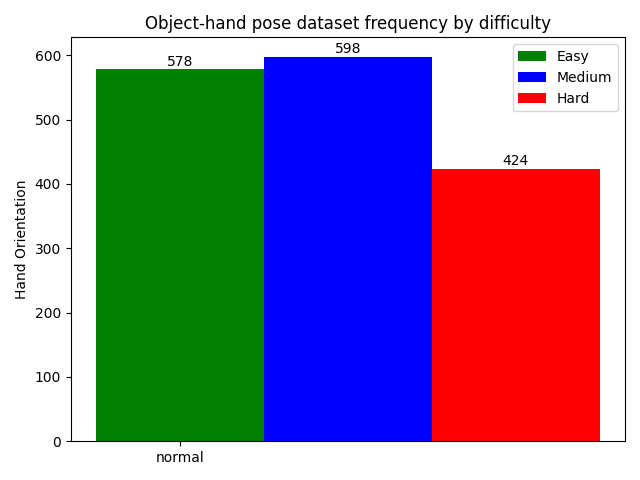 Object-hand pose dataset frequency by difficulty
Easy
Medium
Hard
578
598
424
600
500
400
300
200
100
0
Hand Orientation
normal